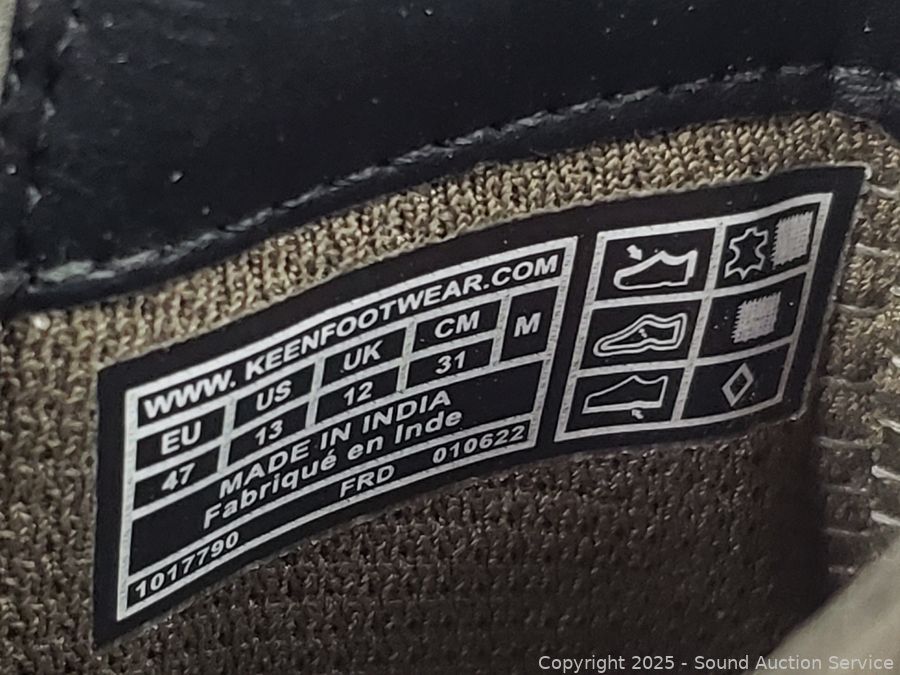 WWW. KEENFOOTWEAR.COM
EU US UK CM M
47 13 12 31
MADE IN INDIA
Fabriqué en Inde
1017790 FRD 010622
Copyright 2025 - Sound Auction Service